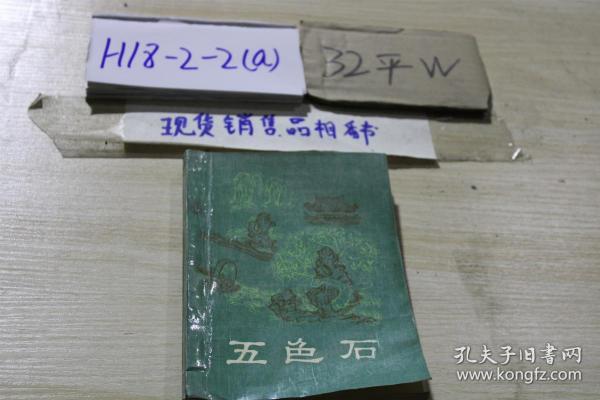 H18-2-2(a)
32平W
现货销售品相看书
五色石
孔夫子旧书网
www.kongfz.com